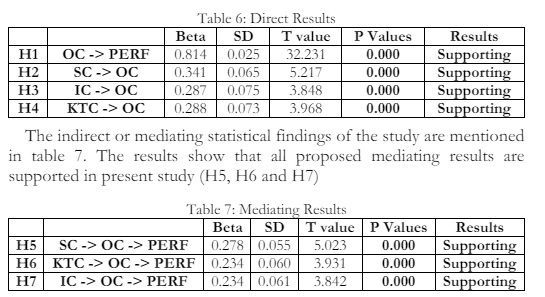 Table 6: Direct Results
Beta SD T value P Values Results
H1 OC -> PERF 0.814 0.025 32.231 0.000 Supporting
H2 SC -> OC 0.341 0.065 5.217 0.000 Supporting
H3 IC -> OC 0.287 0.075 3.848 0.000 Supporting
H4 KTC -> OC 0.288 0.073 3.968 0.000 Supporting
The indirect or mediating statistical findings of the study are mentioned
in table 7. The results show that all proposed mediating results are
supported in present study (H5, H6 and H7)
Table 7: Mediating Results
Beta SD T value P Values Results
H5 SC -> OC -> PERF 0.278 0.055 5.023 0.000 Supporting
H6 KTC -> OC -> PERF 0.234 0.060 3.931 0.000 Supporting
H7 IC -> OC -> PERF 0.234 0.061 3.842 0.000 Supporting